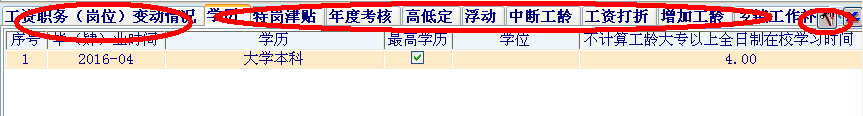 工资职务（岗位）变动情况 学历 特岗津贴 年度考核 高低定 浮动 中断工龄 工资打折 增加工龄 乡镇工作补
序号 毕（肄）业时间 学历 最高学历 学位 不计算工龄大专以上全日制在校学习时间
1 2016-04 大学本科 4.00